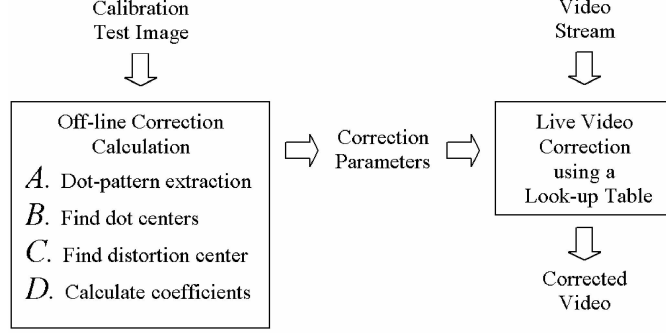 Calibration
Test Image
Off-line Correction
Calculation
A. Dot-pattern extraction
B. Find dot centers
C. Find distortion center
D. Calculate coefficients
Correction
Parameters
Video
Stream
Live Video
Correction
using a
Look-up Table
Corrected
Video